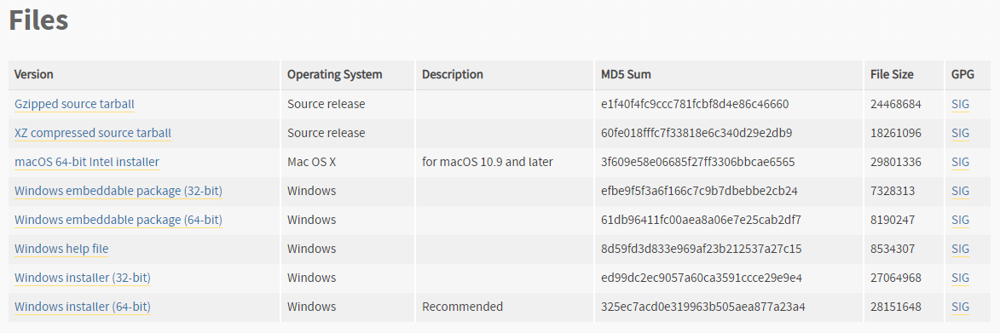 Files
Version Operating System Description MD5 Sum File Size GPG
Gzipped source tarball Source release e1f40f4fc9ccc781fcbf8d4e86c46660 24468684 SIG
XZ compressed source tarball Source release 60fe018fffc7f33818e6c340d29e2db9 18261096 SIG
macOS 64-bit Intel installer Mac OS X for macOS 10.9 and later 3f609e58e06685f27ff3306bbcae6565 29801336 SIG
Windows embeddable package (32-bit) Windows efbe9f5f3a6f166c7c9b7dbebbe2cb24 7328313 SIG
Windows embeddable package (64-bit) Windows 61db96411fc00aea8a06e7e25cab2df7 8190247 SIG
Windows help file Windows 8d59fd3d833e969af23b212537a27c15 8534307 SIG
Windows installer (32-bit) Windows ed99dc2ec9057a60ca3591ccce29e9e4 27064968 SIG
Windows installer (64-bit) Windows Recommended 325ec7acd0e319963b505aea877a23a4 28151648 SIG